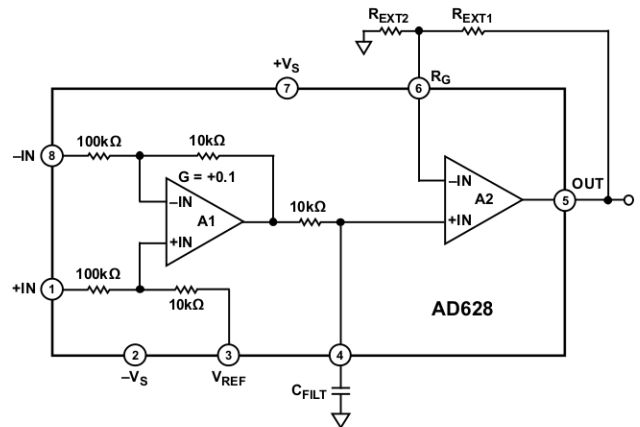 R_EXT2
R_EXT1
+V_S
7
6
R_G
–IN
8
100kΩ
10kΩ
G = +0.1
–IN
A1
+IN
10kΩ
–IN
A2
+IN
OUT
5
+IN
1
100kΩ
10kΩ
AD628
2
–V_S
3
V_REF
4
C_FILT